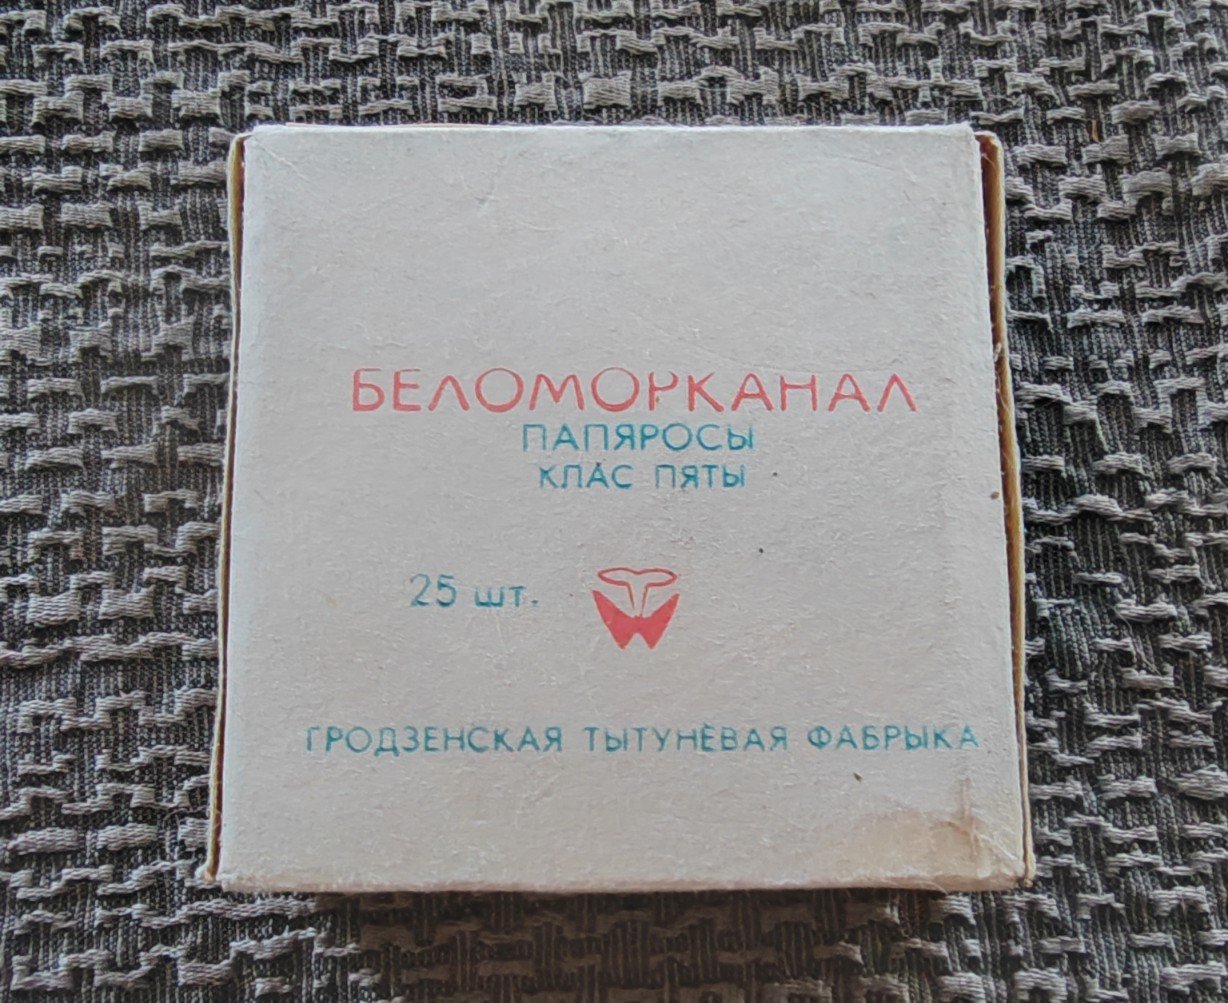 БЕЛОМОРКАНАЛ
ПАПЯРОСЫ
КЛАС ПЯТЫ
25 шт.
ГРОДЗЕНСКАЯ ТЫТУНЁВАЯ ФАБРЫКА